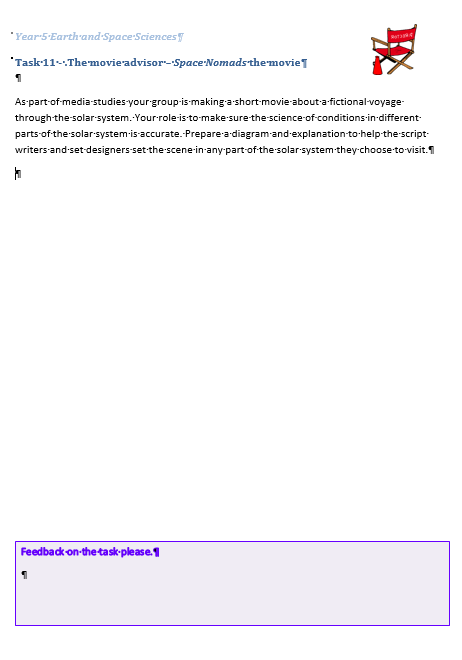 Year 5 Earth and Space Sciences
Task 11 - . The movie advisor – Space Nomads the movie
As part of media studies your group is making a short movie about a fictional voyage
through the solar system. Your role is to make sure the science of conditions in different
parts of the solar system is accurate. Prepare a diagram and explanation to help the script
writers and set designers set the scene in any part of the solar system they choose to visit.
Feedback on the task please.